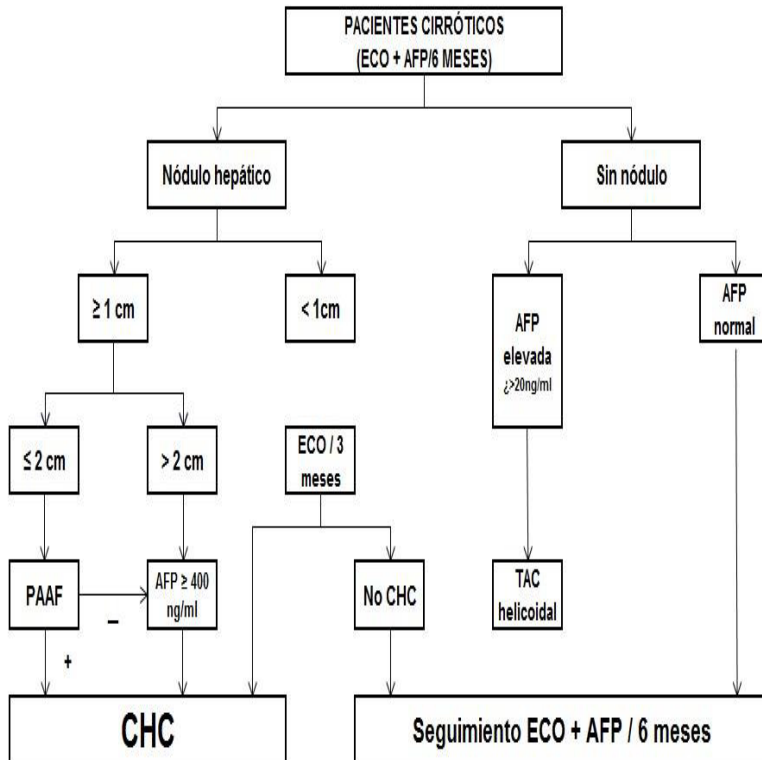 PACIENTES CIRRÓTICOS
(ECO + AFP/6 MESES)
Nódulo hepático
Sin nódulo
≥ 1 cm
< 1cm
AFP
elevada
¿>20ng/ml
AFP
normal
≤ 2 cm
> 2 cm
ECO / 3
meses
PAAF
–
AFP ≥ 400
ng/ml
No CHC
TAC
helicoidal
+
CHC
Seguimiento ECO + AFP / 6 meses